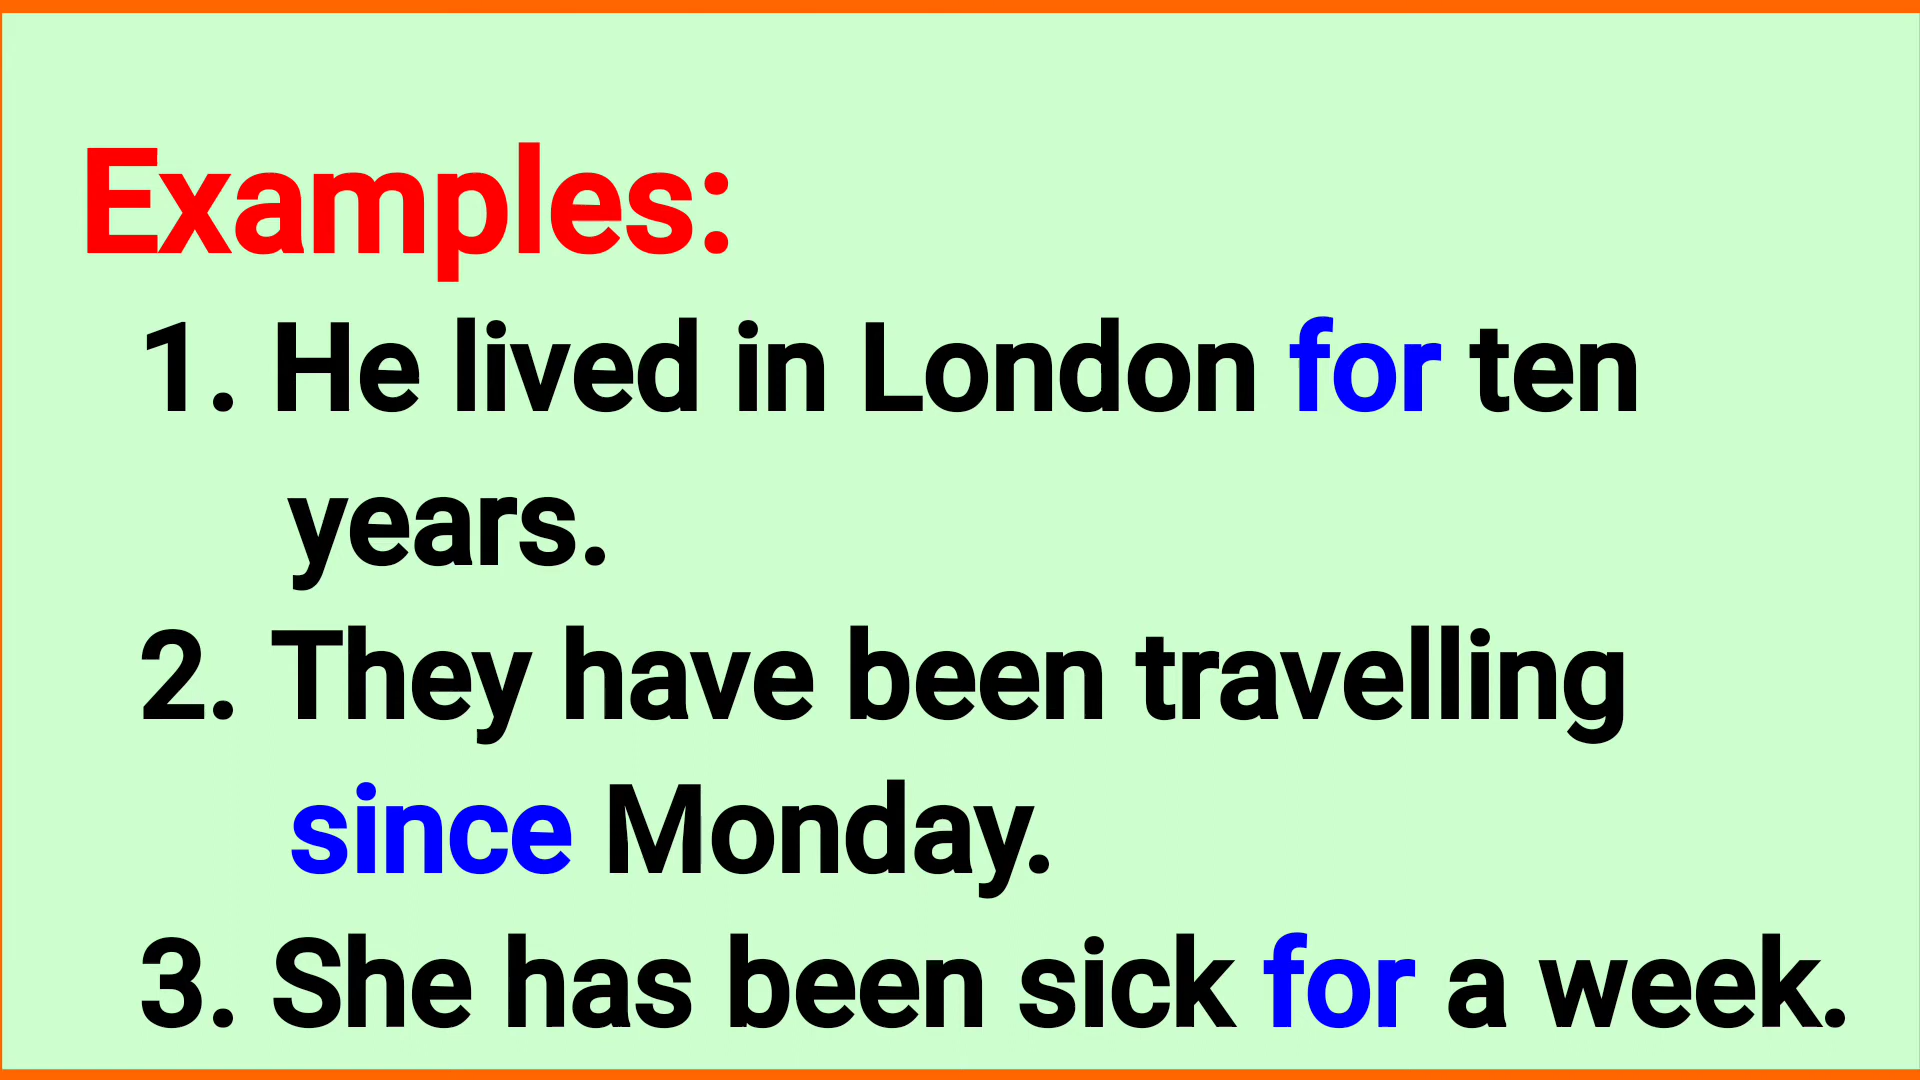 Examples:
1. He lived in London for ten
years.
2. They have been travelling
since Monday.
3. She has been sick for a week.